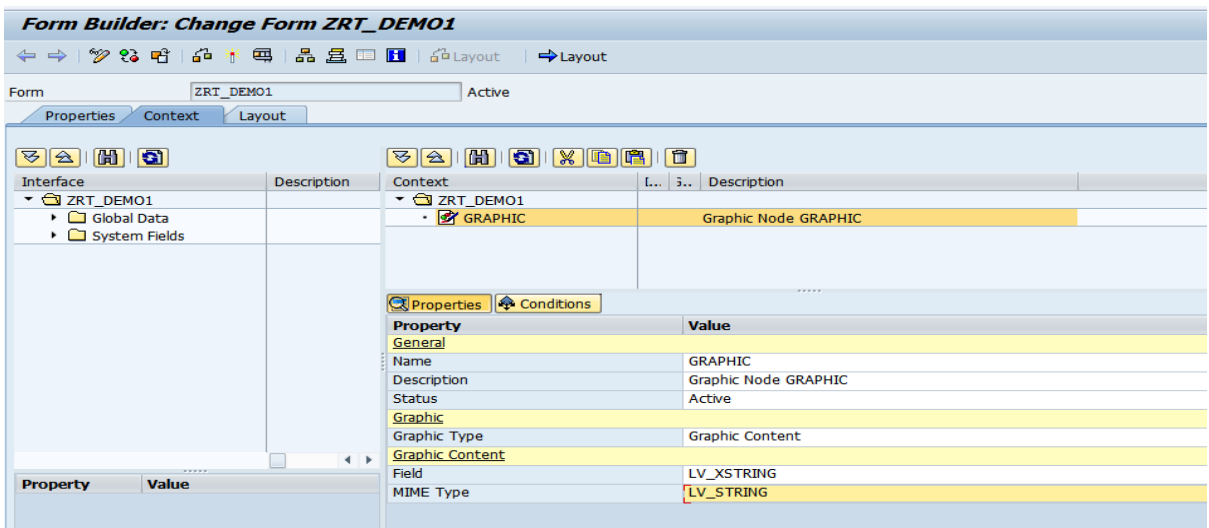 Form Builder: Change Form ZRT_DEMO1
Layout Layout
Form ZRT_DEMO1 Active
Properties Context Layout
Interface Description
ZRT_DEMO1
Global Data
System Fields
Property Value
Context I... S... Description
ZRT_DEMO1
GRAPHIC Graphic Node GRAPHIC
Properties Conditions
Property Value
General
Name GRAPHIC
Description Graphic Node GRAPHIC
Status Active
Graphic
Graphic Type Graphic Content
Graphic Content
Field LV_XSTRING
MIME Type LV_STRING